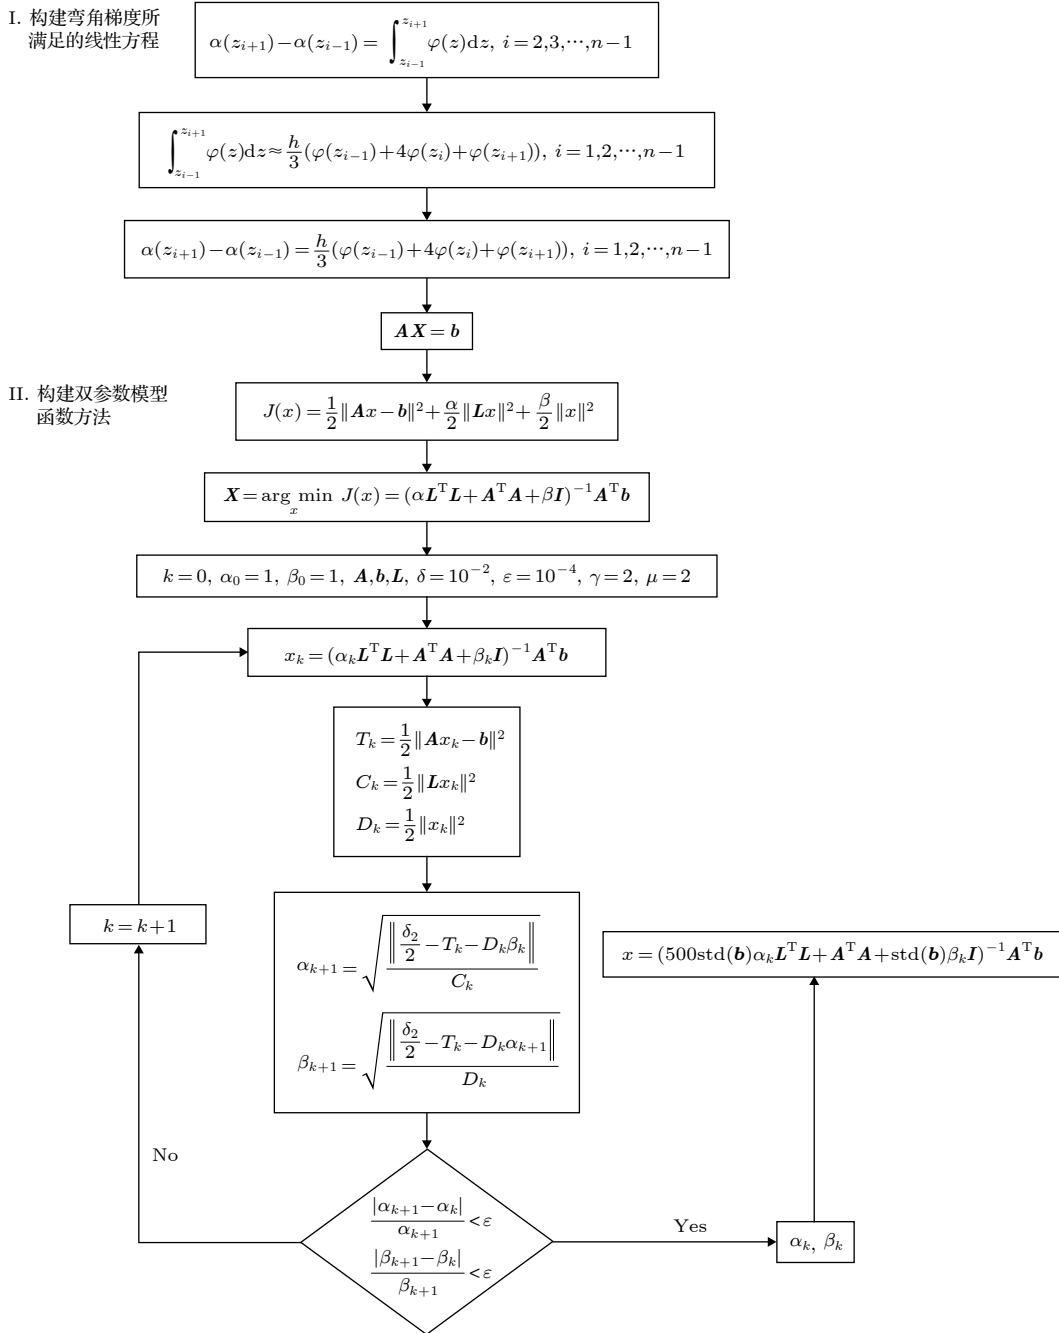 I. 构建弯角梯度所
满足的线性方程
α(z_{i+1})−α(z_{i−1}) = ∫_{z_{i−1}}^{z_{i+1}} φ(z)dz, i=2,3,⋯,n−1
∫_{z_{i−1}}^{z_{i+1}} φ(z)dz≈h/3(φ(z_{i−1})+4φ(z_i)+φ(z_{i+1})), i=1,2,⋯,n−1
α(z_{i+1})−α(z_{i−1})=h/3(φ(z_{i−1})+4φ(z_i)+φ(z_{i+1})), i=1,2,⋯,n−1
AX=b
II. 构建双参数模型
函数方法
J(x)=1/2‖Ax−b‖²+α/2‖Lx‖²+β/2‖x‖²
X=arg min_x J(x)=(αL^T L+A^T A+βI)^{−1}A^T b
k=0, α_0=1, β_0=1, A,b,L, δ=10^{−2}, ε=10^{−4}, γ=2, μ=2
x_k=(α_k L^T L+A^T A+β_k I)^{−1}A^T b
T_k=1/2‖Ax_k−b‖²
C_k=1/2‖Lx_k‖²
D_k=1/2‖x_k‖²
k=k+1
α_{k+1}=√(‖δ_2/2−T_k−D_kβ_k‖/C_k)
x=(500std(b)α_k L^T L+A^T A+std(b)β_k I)^{−1}A^T b
β_{k+1}=√(‖δ_2/2−T_k−D_kα_{k+1}‖/D_k)
No
|α_{k+1}−α_k|/α_{k+1}<ε
Yes
α_k, β_k
|β_{k+1}−β_k|/β_{k+1}<ε